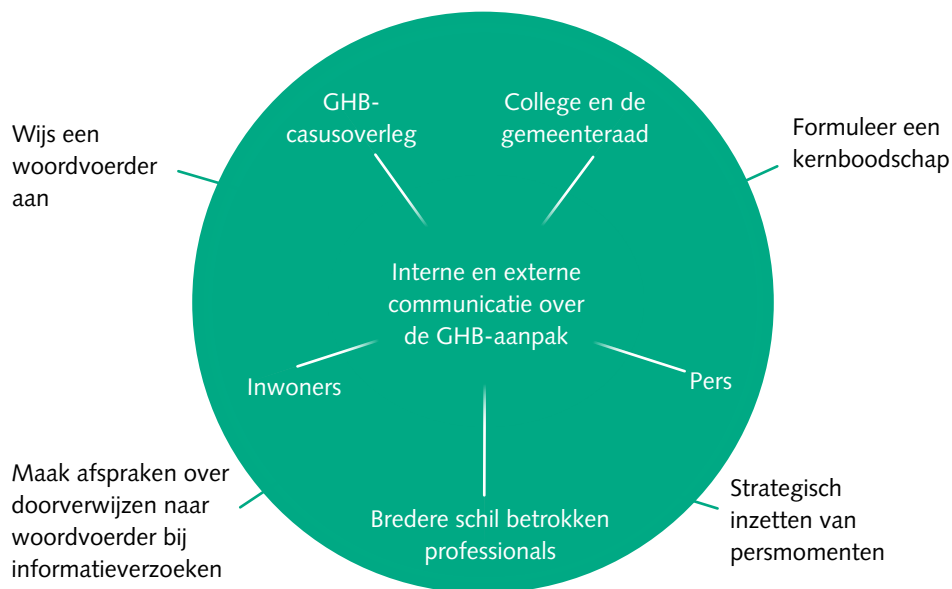 GHB-
casusoverleg
College en de
gemeenteraad
Wijs een
woordvoerder
aan
Formuleer een
kernboodschap
Interne en externe
communicatie over
de GHB-aanpak
Inwoners
Pers
Maak afspraken over
doorverwijzen naar
woordvoerder bij
informatieverzoeken
Bredere schil betrokken
professionals
Strategisch
inzetten van
persmomenten